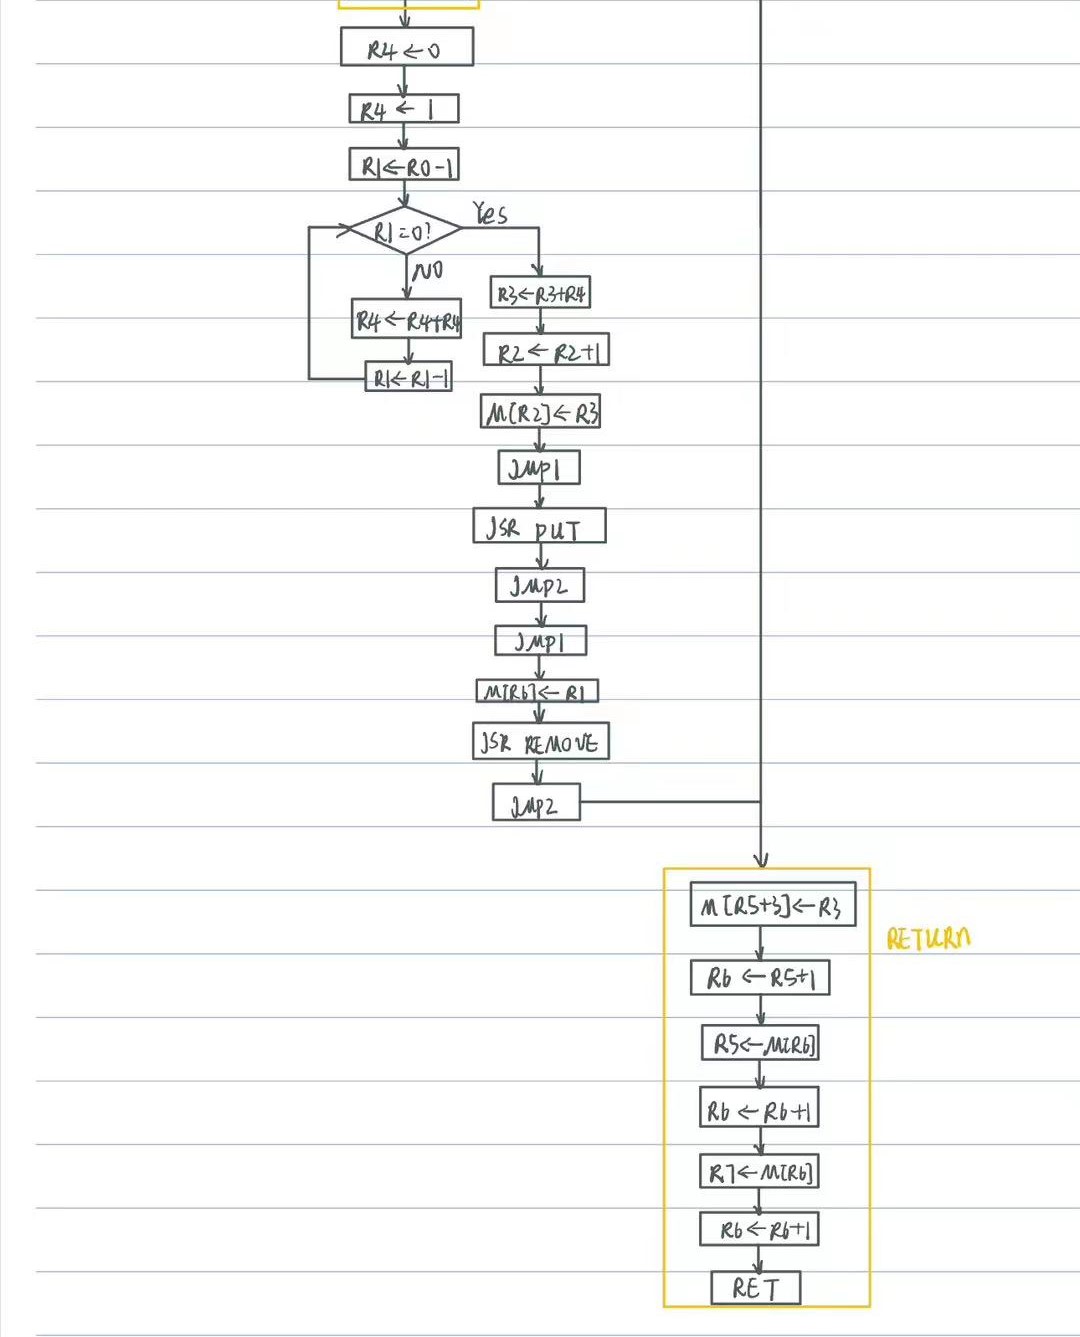 R4 ← 0
R4 ← 1
R1 ← R0-1
R1=0?
Yes
NO
R4 ← R4+R4
R1 ← R1-1
R3 ← R3+R4
R2 ← R2+1
M[R2] ← R3
JMP1
JSR PUT
JMP2
JMP1
M[R6] ← R1
JSR REMOVE
JMP2
M[R5+3] ← R3
RETURN
R6 ← R5+1
R5 ← M[R6]
R6 ← R6+1
R7 ← M[R6]
R6 ← R6+1
RET